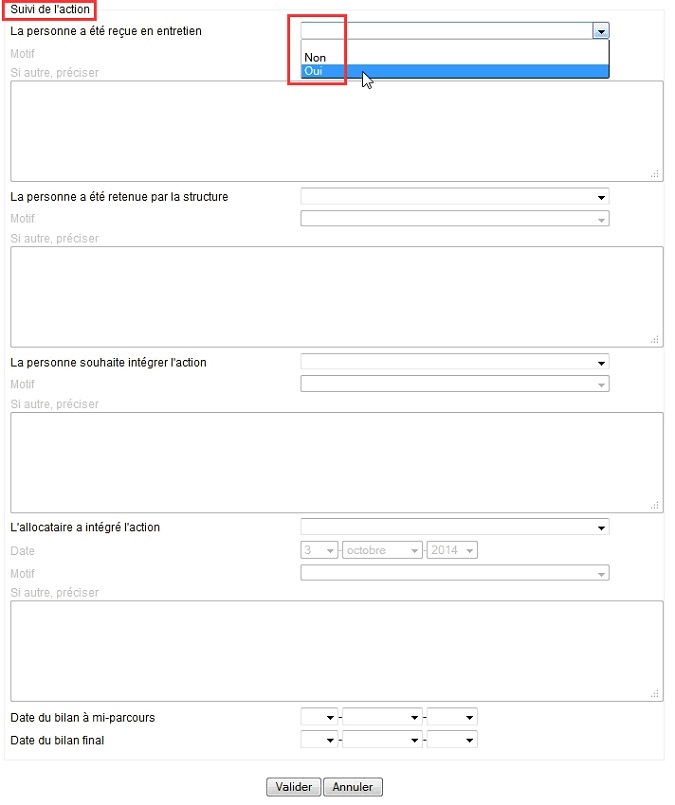 Suivi de l'action
La personne a été reçue en entretien
Non
Motif
Oui
Si autre, préciser
La personne a été retenue par la structure
Motif
Si autre, préciser
La personne souhaite intégrer l'action
Motif
Si autre, préciser
L'allocataire a intégré l'action
Date 3 - octobre - 2014
Motif
Si autre, préciser
Date du bilan à mi-parcours - -
Date du bilan final - -
Valider Annuler